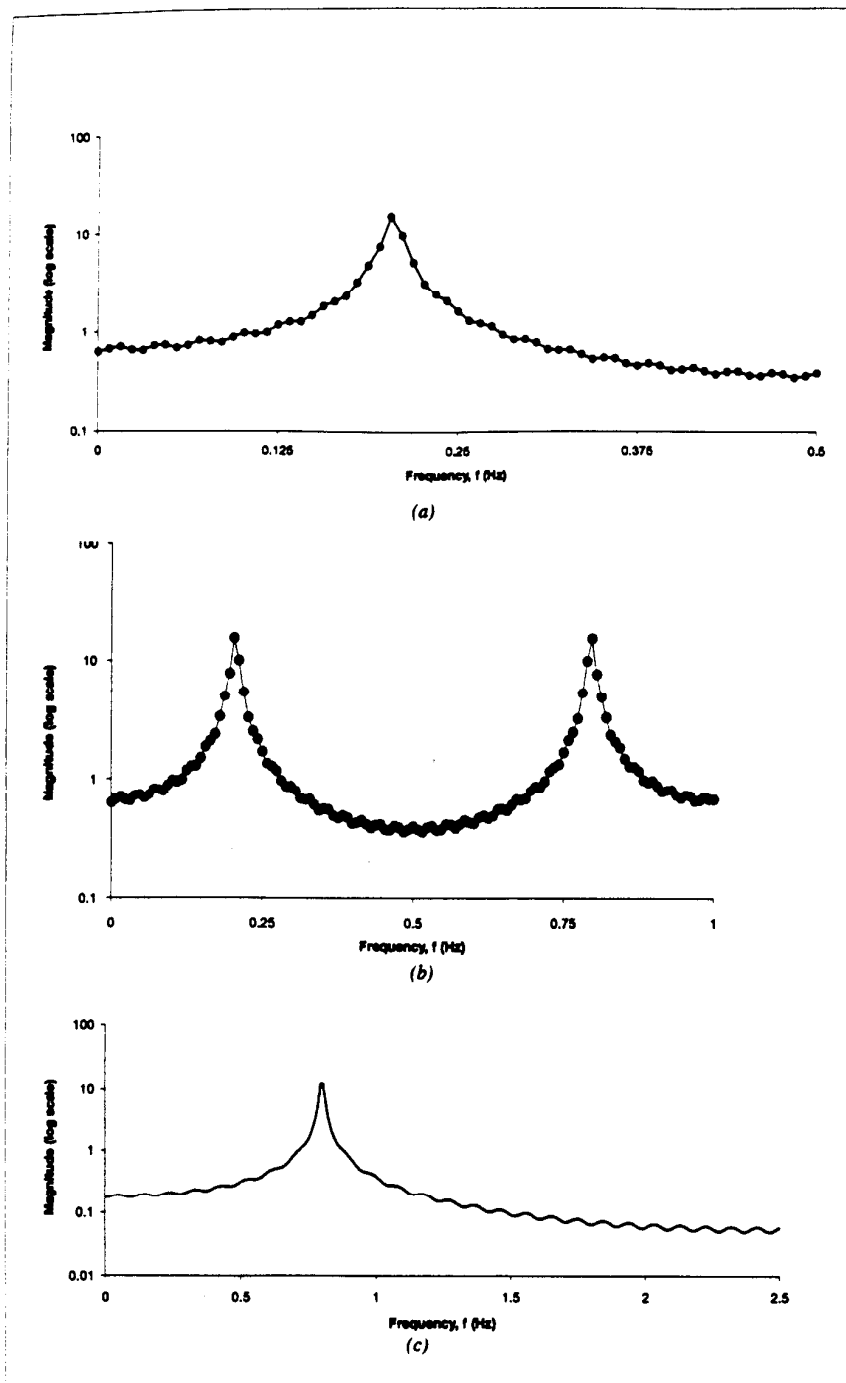 100
10
1
0.1
Magnitude (log scale)
0 0.125 0.25 0.375 0.5
Frequency, f (Hz)
(a)
100
10
1
0.1
Magnitude (log scale)
0 0.25 0.5 0.75 1
Frequency, f (Hz)
(b)
100
10
1
0.1
0.01
Magnitude (log scale)
0 0.5 1 1.5 2 2.5
Frequency, f (Hz)
(c)